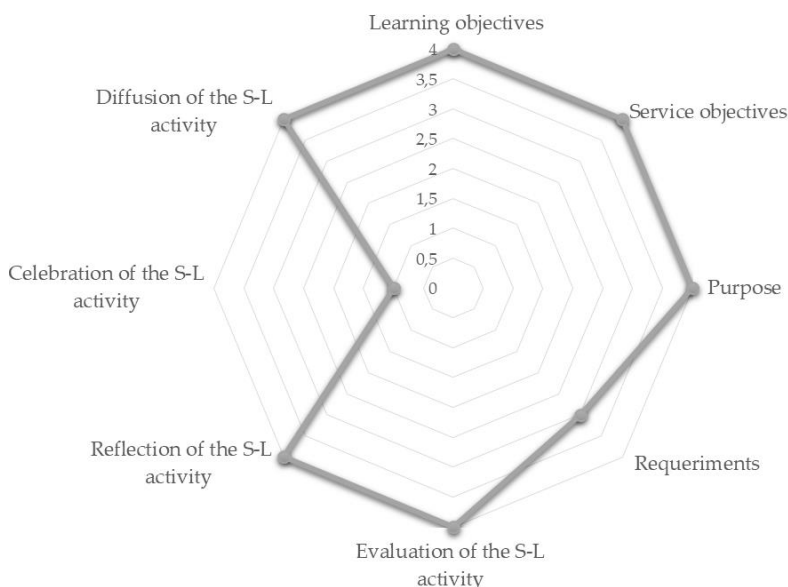 Learning objectives
4
3,5
3
2,5
2
1,5
1
0,5
0
Service objectives
Purpose
Requeriments
Evaluation of the S-L
activity
Reflection of the S-L
activity
Celebration of the S-L
activity
Diffusion of the S-L
activity